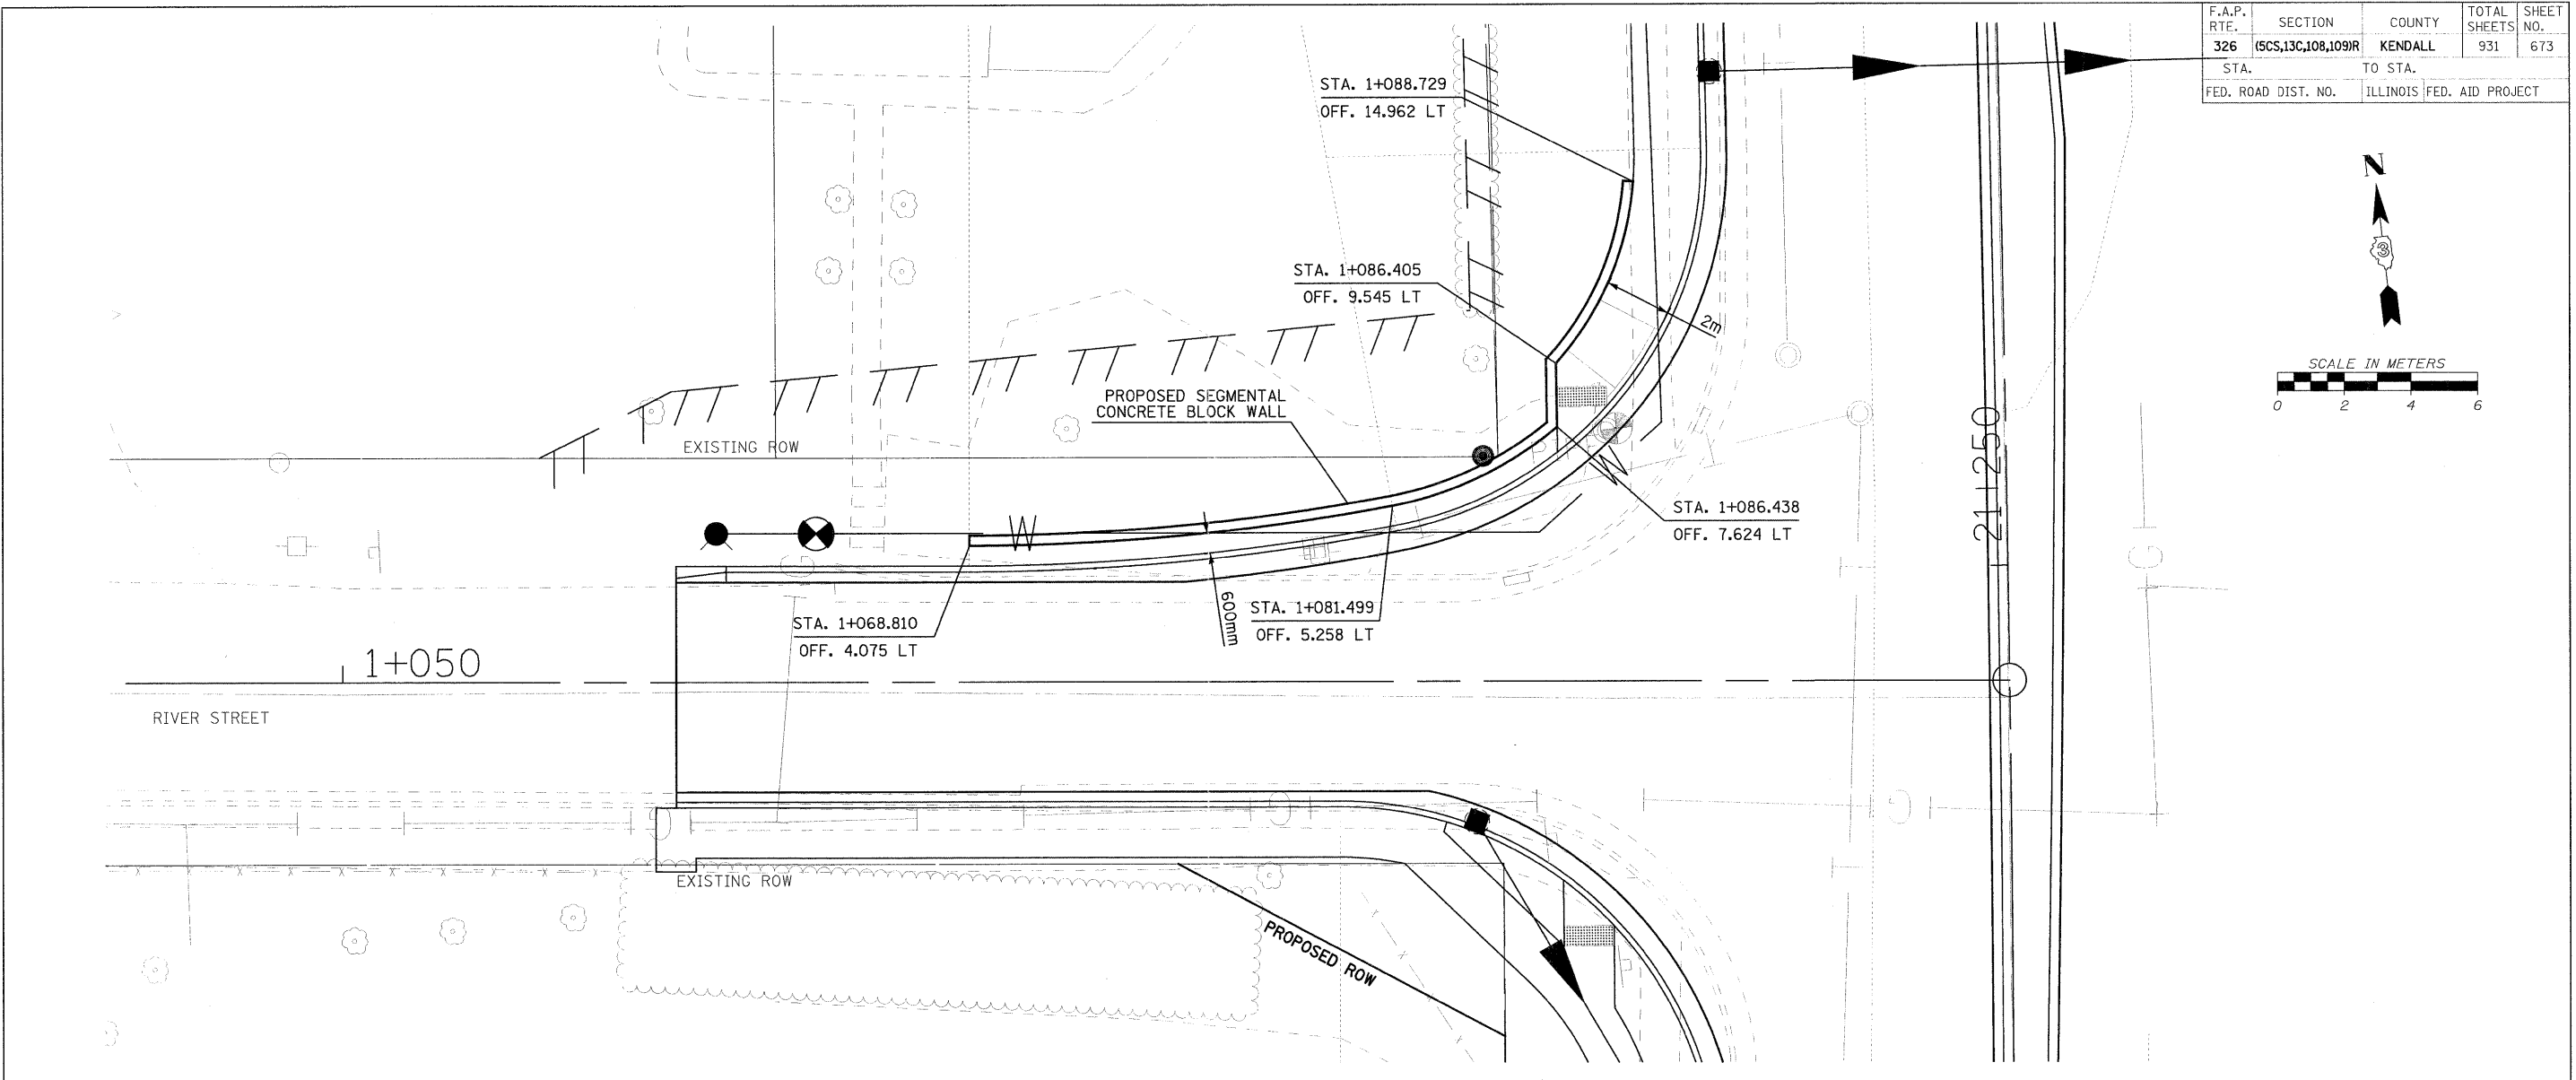 F.A.P. RTE. SECTION COUNTY TOTAL SHEETS SHEET NO.
326 (5CS,13C,108,109)R KENDALL 931 673
STA. TO STA.
FED. ROAD DIST. NO. ILLINOIS FED. AID PROJECT
STA. 1+088.729
OFF. 14.962 LT
N
3
STA. 1+086.405
OFF. 9.545 LT
2m
SCALE IN METERS
0 2 4 6
PROPOSED SEGMENTAL
CONCRETE BLOCK WALL
EXISTING ROW
21+250
W
W
STA. 1+086.438
OFF. 7.624 LT
G
G
600mm
STA. 1+081.499
OFF. 5.258 LT
STA. 1+068.810
OFF. 4.075 LT
1+050
RIVER STREET
G
G
G
EXISTING ROW
PROPOSED ROW